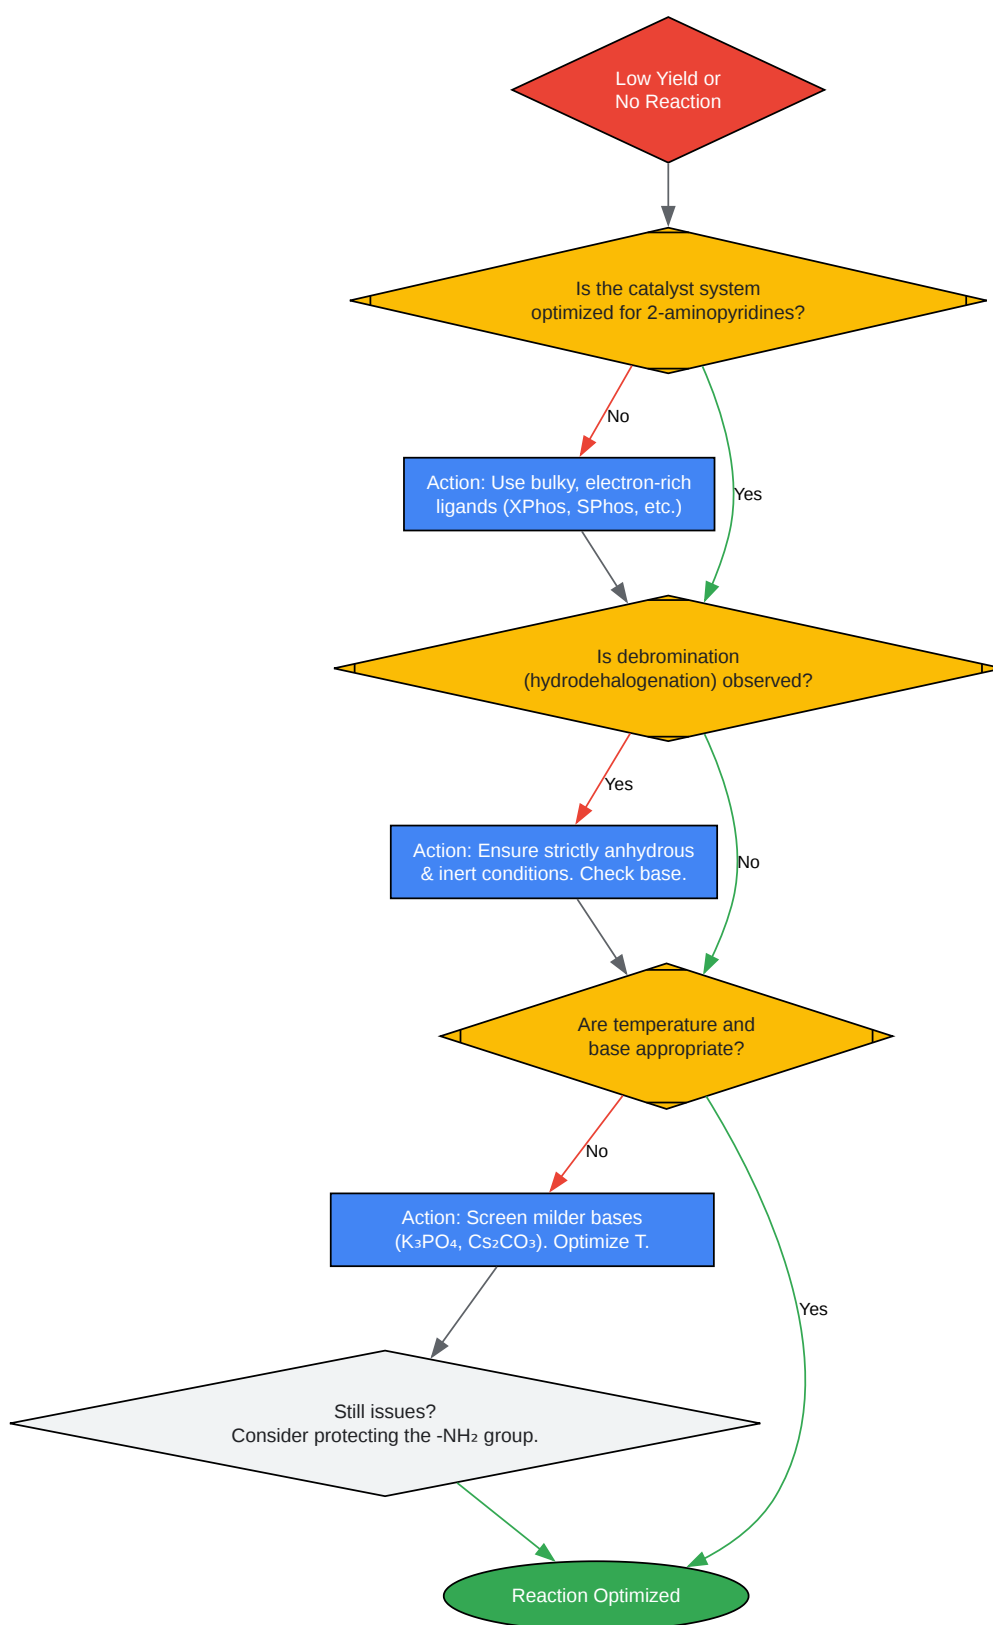 Low Yield or
No Reaction
Is the catalyst system
optimized for 2-aminopyridines?
No
Action: Use bulky, electron-rich
ligands (XPhos, SPhos, etc.)
Yes
Is debromination
(hydrodehalogenation) observed?
Yes
Action: Ensure strictly anhydrous
& inert conditions. Check base.
No
Are temperature and
base appropriate?
No
Action: Screen milder bases
(K₃PO₄, Cs₂CO₃). Optimize T.
Yes
Still issues?
Consider protecting the -NH₂ group.
Reaction Optimized